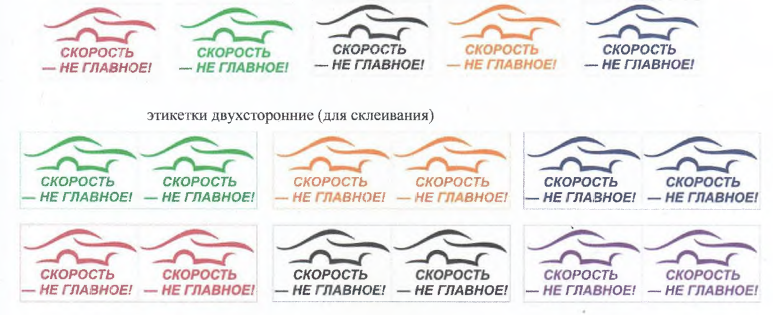 СКОРОСТЬ
— НЕ ГЛАВНОЕ!
СКОРОСТЬ
— НЕ ГЛАВНОЕ!
СКОРОСТЬ
— НЕ ГЛАВНОЕ!
СКОРОСТЬ
— НЕ ГЛАВНОЕ!
СКОРОСТЬ
— НЕ ГЛАВНОЕ!
этикетки двухсторонние (для склеивания)
СКОРОСТЬ
— НЕ ГЛАВНОЕ!
СКОРОСТЬ
— НЕ ГЛАВНОЕ!
СКОРОСТЬ
— НЕ ГЛАВНОЕ!
СКОРОСТЬ
— НЕ ГЛАВНОЕ!
СКОРОСТЬ
— НЕ ГЛАВНОЕ!
СКОРОСТЬ
— НЕ ГЛАВНОЕ!
СКОРОСТЬ
— НЕ ГЛАВНОЕ!
СКОРОСТЬ
— НЕ ГЛАВНОЕ!
СКОРОСТЬ
— НЕ ГЛАВНОЕ!
СКОРОСТЬ
— НЕ ГЛАВНОЕ!
СКОРОСТЬ
— НЕ ГЛАВНОЕ!
СКОРОСТЬ
— НЕ ГЛАВНОЕ!